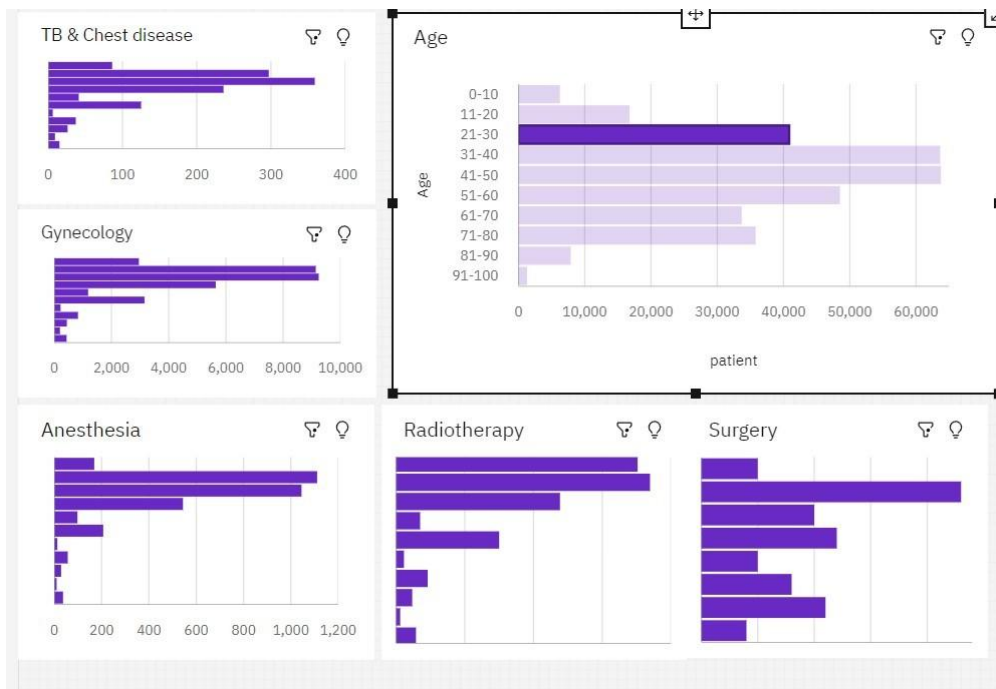 TB & Chest disease
0 100 200 300 400
Gynecology
0 2,000 4,000 6,000 8,000 10,000
Age
Age
0-10
11-20
21-30
31-40
41-50
51-60
61-70
71-80
81-90
91-100
0 10,000 20,000 30,000 40,000 50,000 60,000
patient
Anesthesia
0 200 400 600 800 1,000 1,200
Radiotherapy
Surgery